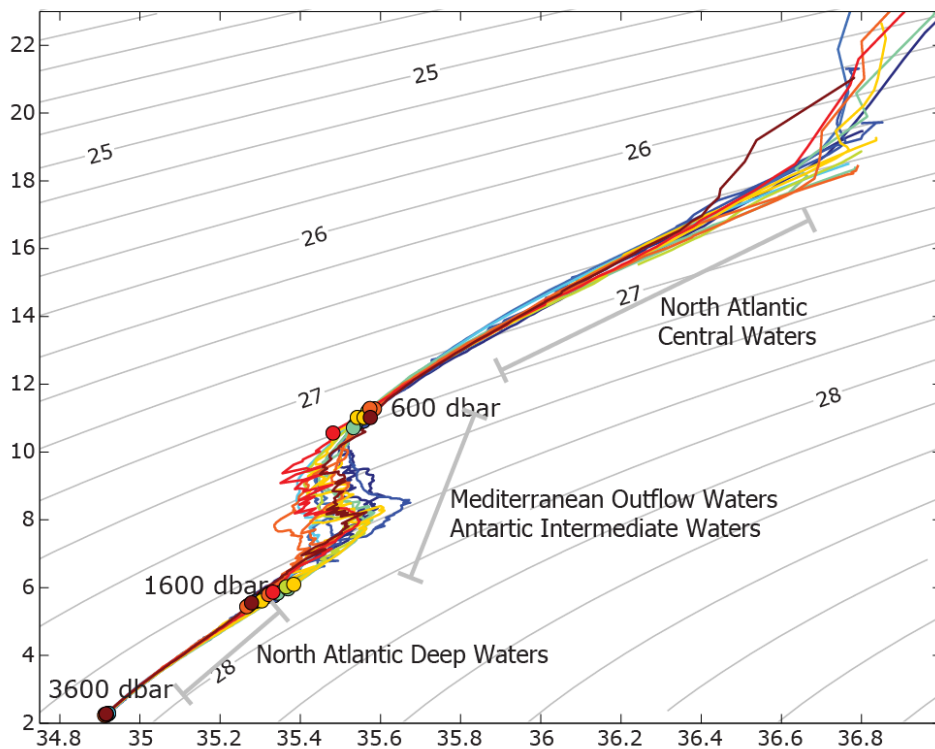 22
20
18
16
14
12
10
8
6
4
2
25
25
26
26
27
27
28
28
North Atlantic
Central Waters
600 dbar
Mediterranean Outflow Waters
Antartic Intermediate Waters
1600 dbar
North Atlantic Deep Waters
3600 dbar
34.8 35 35.2 35.4 35.6 35.8 36 36.2 36.4 36.6 36.8